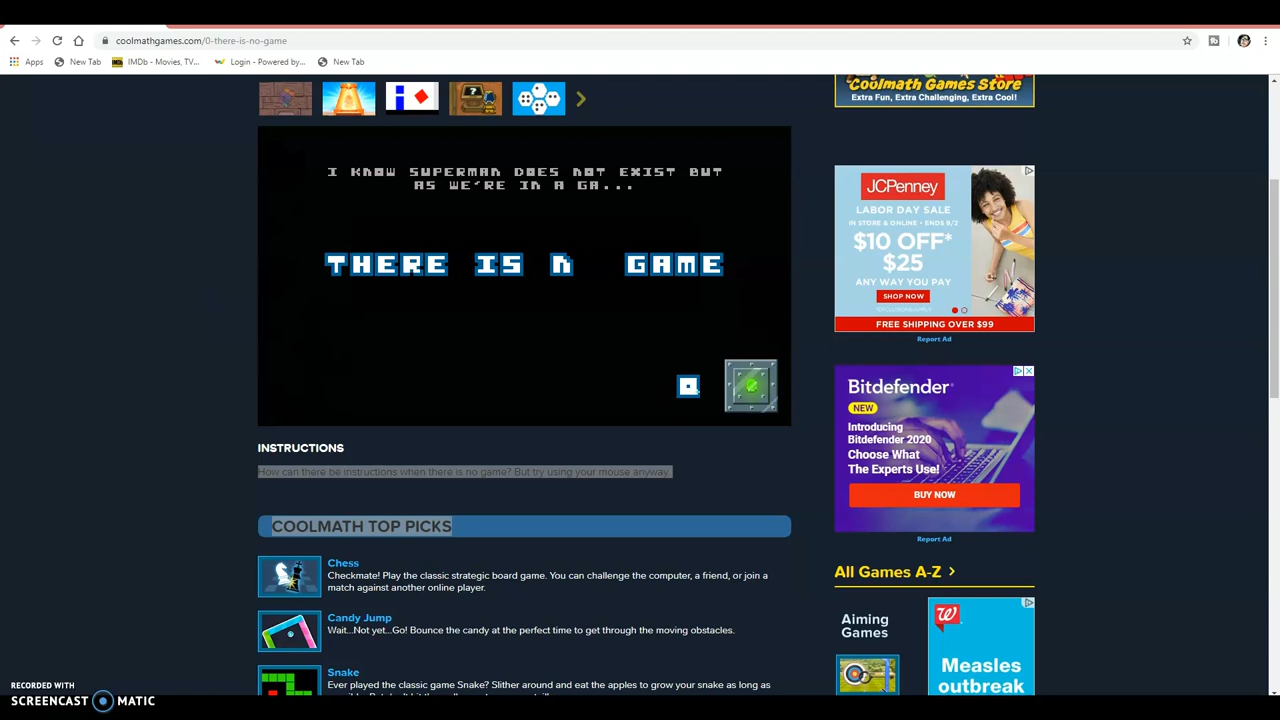 coolmathgames.com/0-there-is-no-game
Apps
New Tab
IMDb - Movies, TV...
Login - Powered by...
New Tab
Coolmath Games Store
Extra Fun, Extra Challenging, Extra Cool!
I KNOW SUPERMAN DOES NOT EXIST BUT
AS WE'RE IN A GA...
THERE IS N GAME
INSTRUCTIONS
How can there be instructions when there is no game? But try using your mouse anyway.
COOLMATH TOP PICKS
Chess
Checkmate! Play the classic strategic board game. You can challenge the computer, a friend, or join a
match against another online player.
Candy Jump
Wait...Not yet...Go! Bounce the candy at the perfect time to get through the moving obstacles.
Snake
Ever played the classic game Snake? Slither around and eat the apples to grow your snake as long as
JCPenney
LABOR DAY SALE
IN STORE & ONLINE • ENDS 9/2
$10 OFF*
$25
ANY WAY YOU PAY
SHOP NOW
FREE SHIPPING OVER $99
Report Ad
Bitdefender
NEW
Introducing
Bitdefender 2020
Choose What
The Experts Use!
BUY NOW
Report Ad
All Games A-Z
Aiming
Games
W
Measles
outbreak
RECORDED WITH
SCREENCAST MATIC